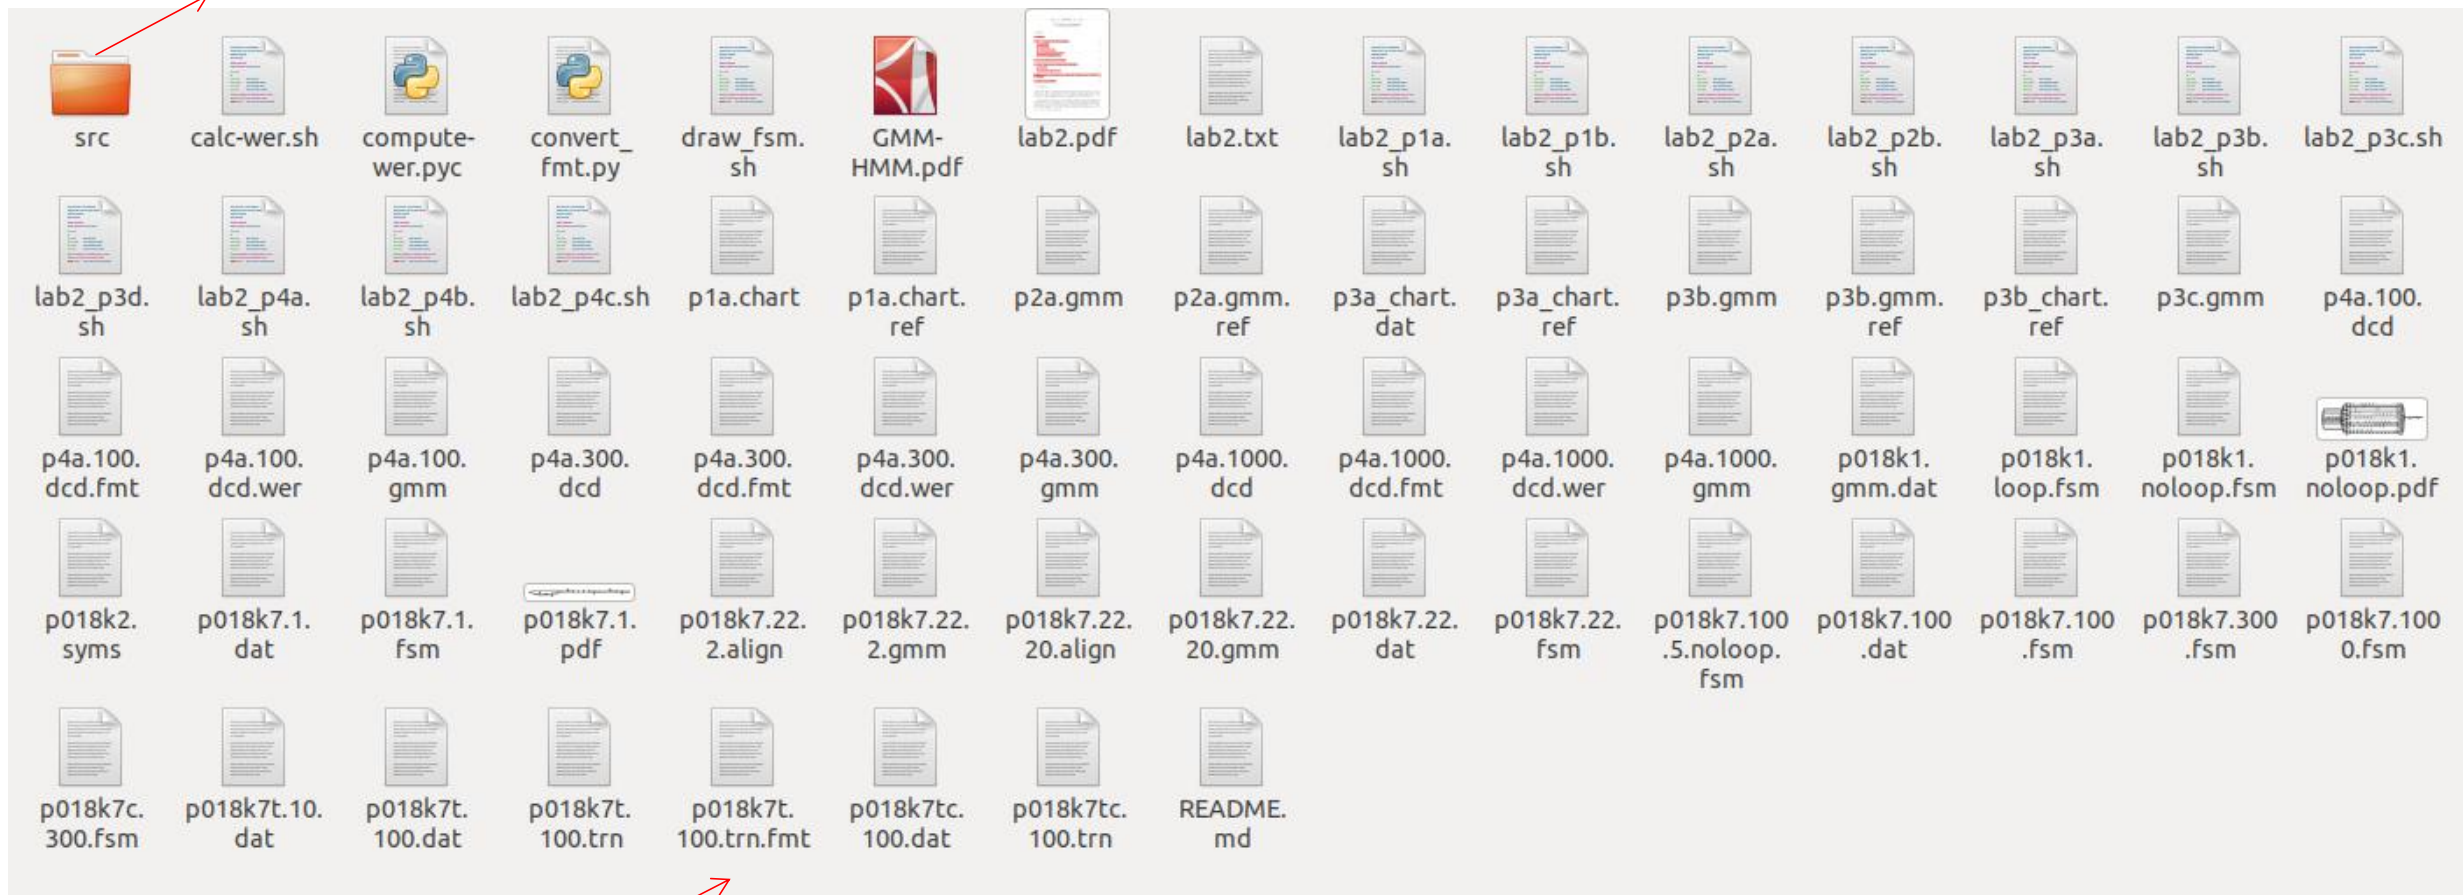 src
calc-wer.sh
compute-
wer.pyc
convert_
fmt.py
draw_fsm.
sh
GMM-
HMM.pdf
lab2.pdf
lab2.txt
lab2_p1a.
sh
lab2_p1b.
sh
lab2_p2a.
sh
lab2_p2b.
sh
lab2_p3a.
sh
lab2_p3b.
sh
lab2_p3c.sh
lab2_p3d.
sh
lab2_p4a.
sh
lab2_p4b.
sh
lab2_p4c.sh
p1a.chart
p1a.chart.
ref
p2a.gmm
p2a.gmm.
ref
p3a_chart.
dat
p3a_chart.
ref
p3b.gmm
p3b.gmm.
ref
p3b_chart.
ref
p3c.gmm
p4a.100.
dcd
p4a.100.
dcd.fmt
p4a.100.
dcd.wer
p4a.100.
gmm
p4a.300.
dcd
p4a.300.
dcd.fmt
p4a.300.
dcd.wer
p4a.300.
gmm
p4a.1000.
dcd
p4a.1000.
dcd.fmt
p4a.1000.
dcd.wer
p4a.1000.
gmm
p018k1.
gmm.dat
p018k1.
loop.fsm
p018k1.
noloop.fsm
p018k1.
noloop.pdf
p018k2.
syms
p018k7.1.
dat
p018k7.1.
fsm
p018k7.1.
pdf
p018k7.22.
2.align
p018k7.22.
2.gmm
p018k7.22.
20.align
p018k7.22.
20.gmm
p018k7.22.
dat
p018k7.22.
fsm
p018k7.100
.5.noloop.
fsm
p018k7.100
.dat
p018k7.100
.fsm
p018k7.300
.fsm
p018k7.100
0.fsm
p018k7c.
300.fsm
p018k7t.10.
dat
p018k7t.
100.dat
p018k7t.
100.trn
p018k7t.
100.trn.fmt
p018k7tc.
100.dat
p018k7tc.
100.trn
README.
md